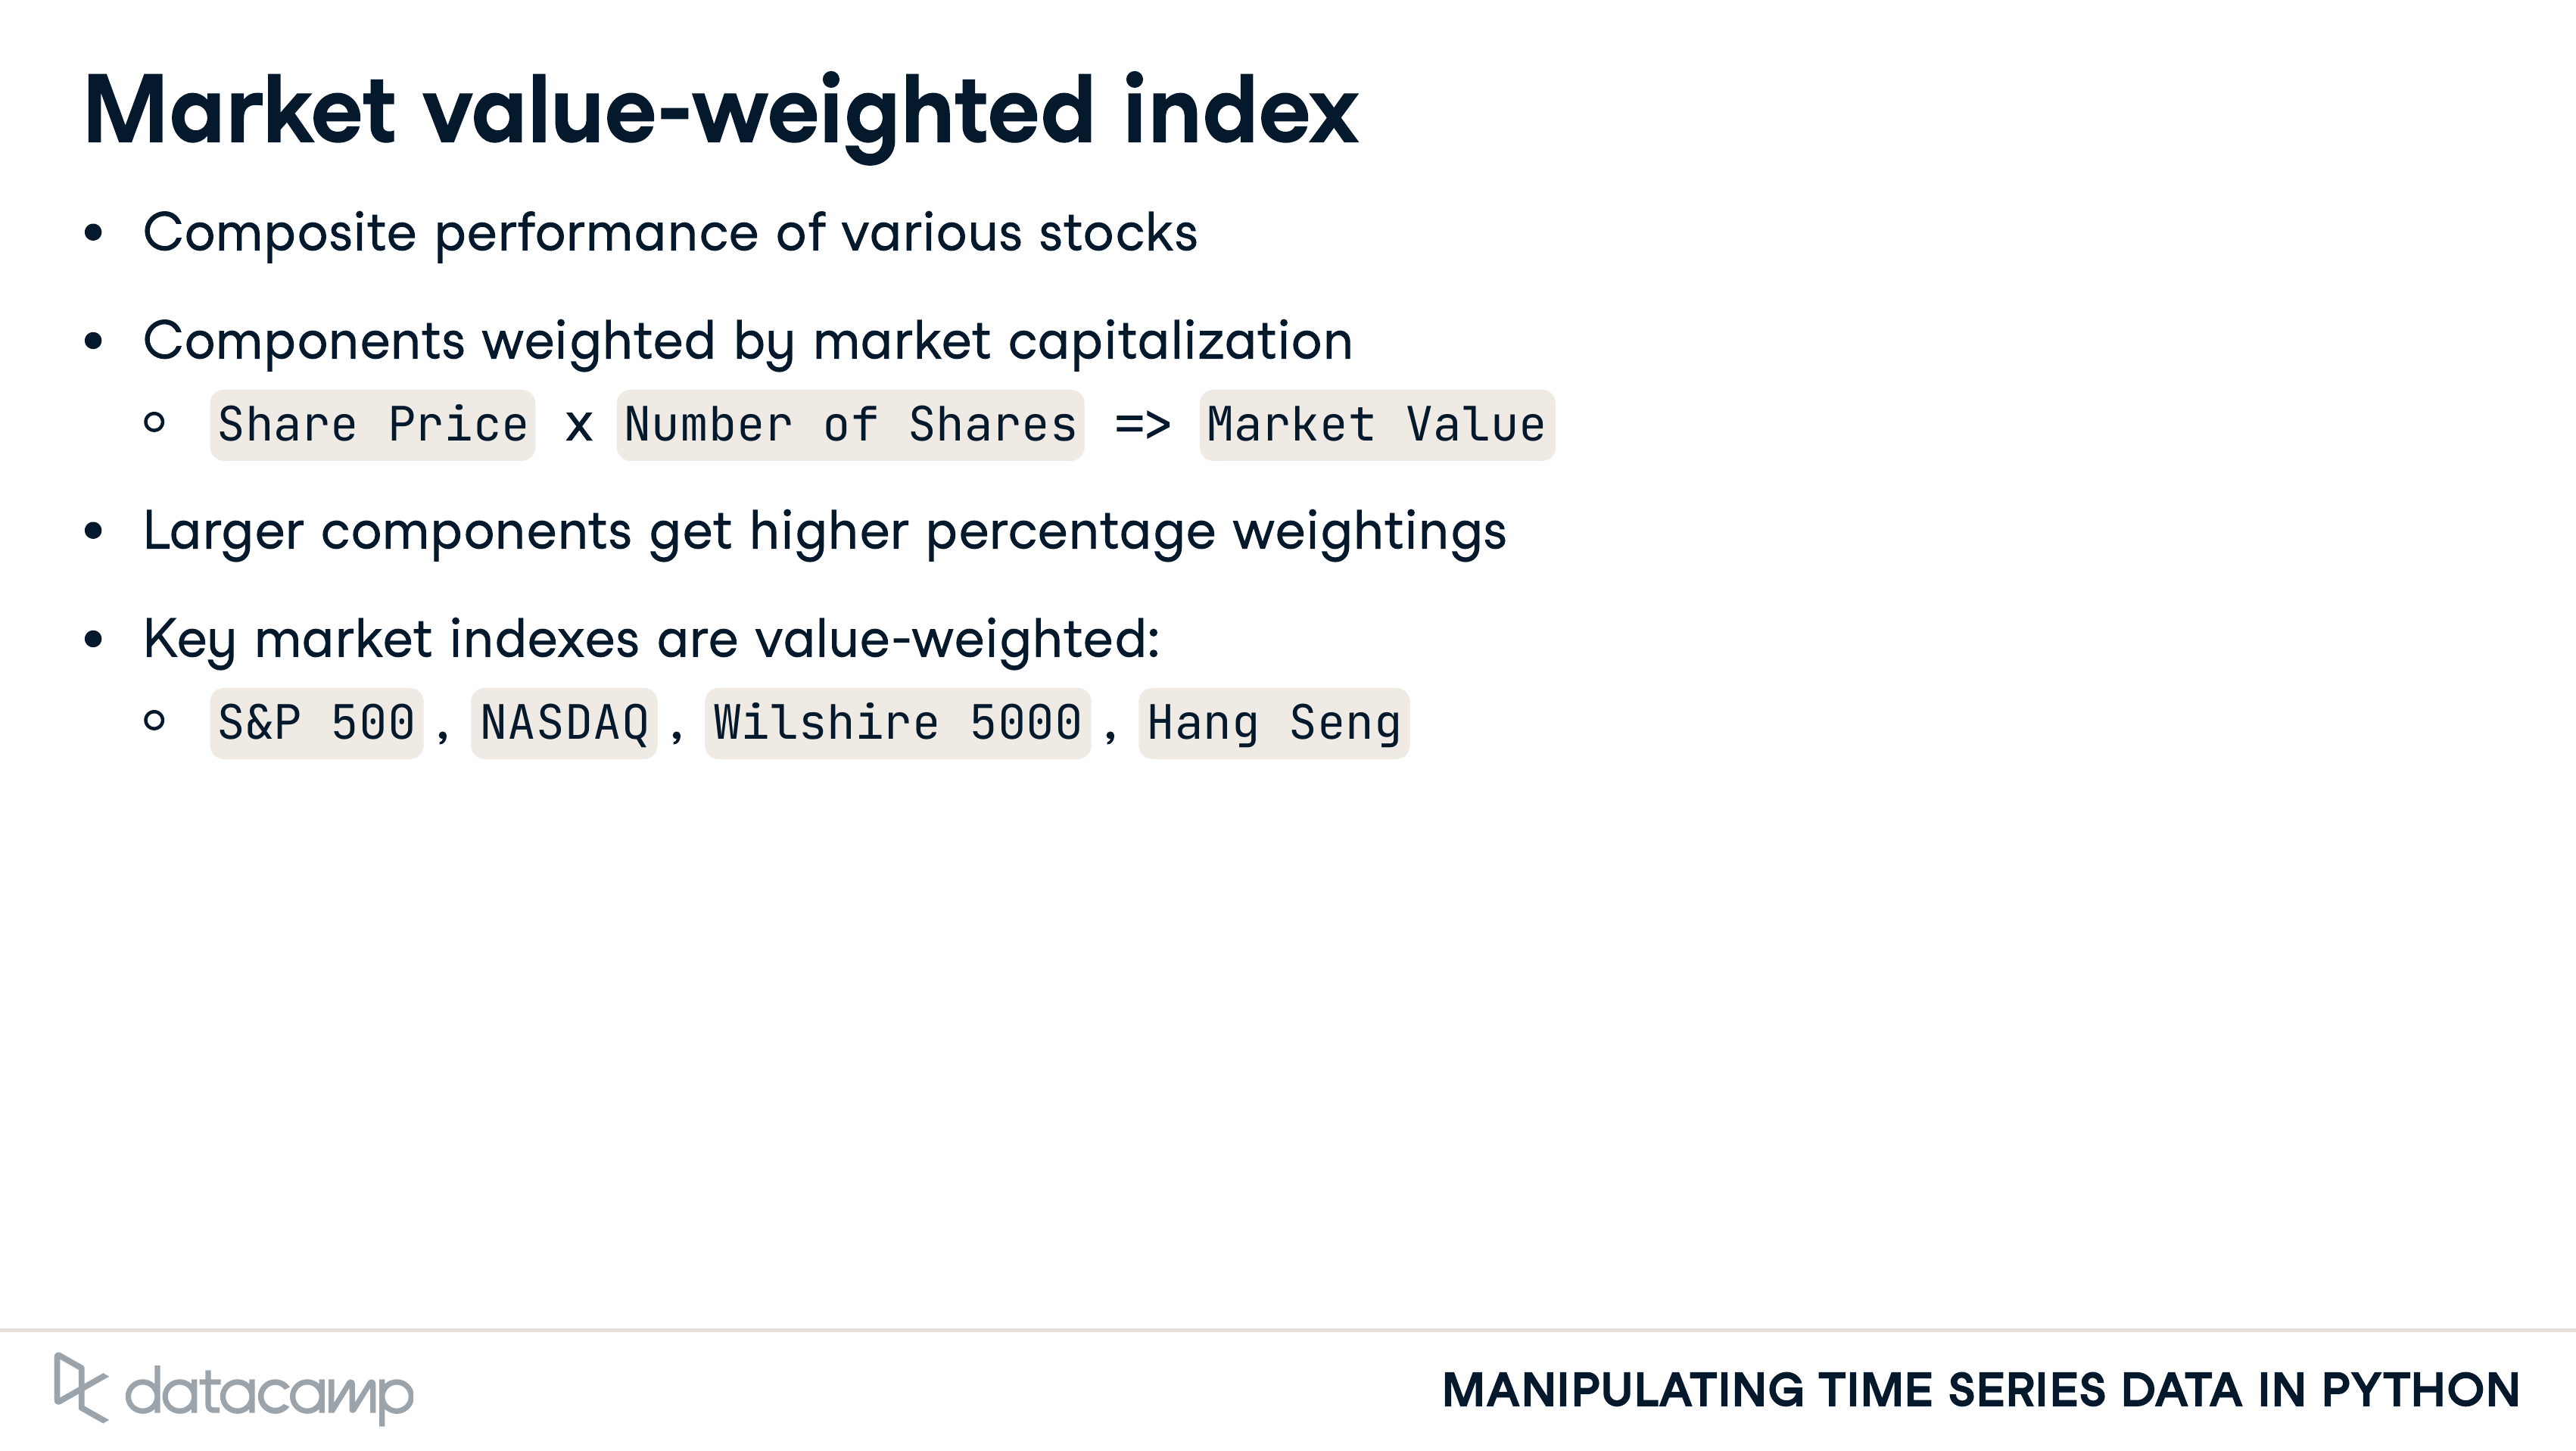 Market value-weighted index
• Composite performance of various stocks
• Components weighted by market capitalization
○ Share Price x Number of Shares => Market Value
• Larger components get higher percentage weightings
• Key market indexes are value-weighted:
○ S&P 500 , NASDAQ , Wilshire 5000 , Hang Seng
datacamp
MANIPULATING TIME SERIES DATA IN PYTHON